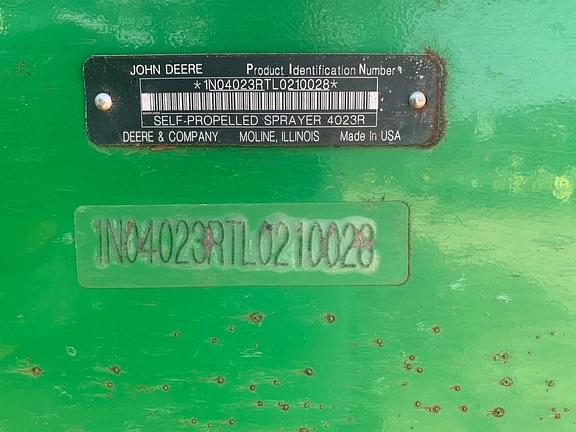 JOHN DEERE Product Identification Number
*1N04023RTL0210028*
SELF-PROPELLED SPRAYER 4023R
DEERE & COMPANY MOLINE, ILLINOIS Made In USA
1N04023RTL0210028